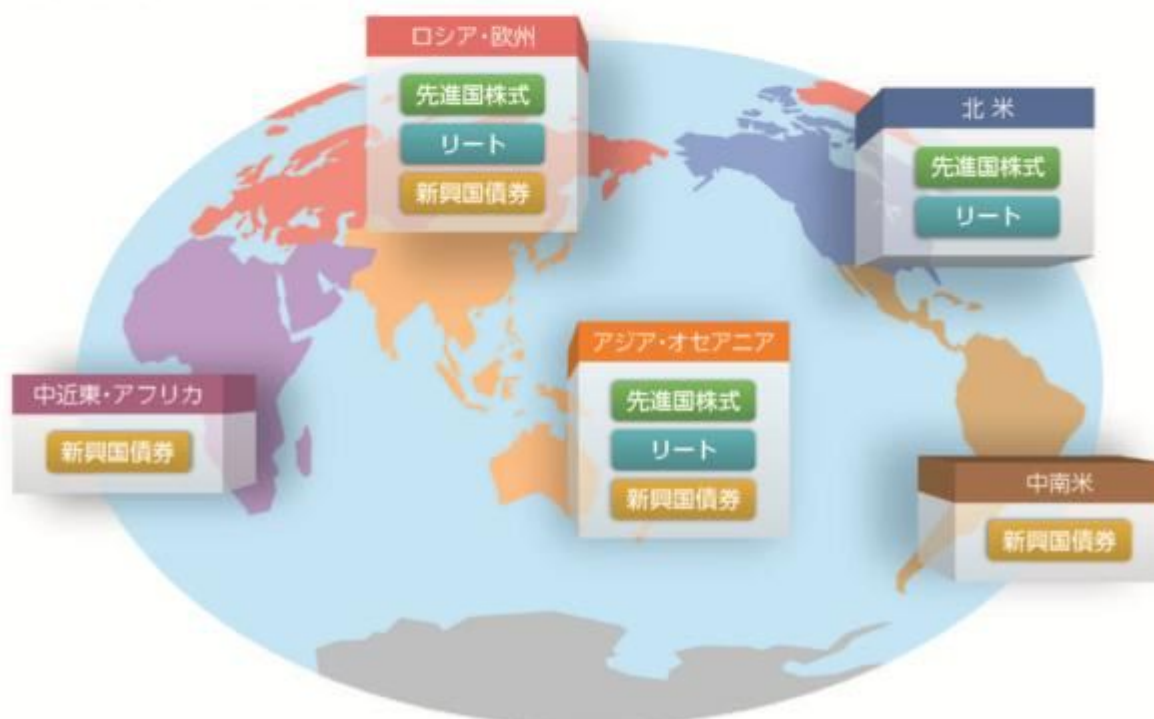 ロシア・欧州
先進国株式
リート
新興国債券
北米
先進国株式
リート
アジア・オセアニア
先進国株式
リート
新興国債券
中近東・アフリカ
新興国債券
中南米
新興国債券